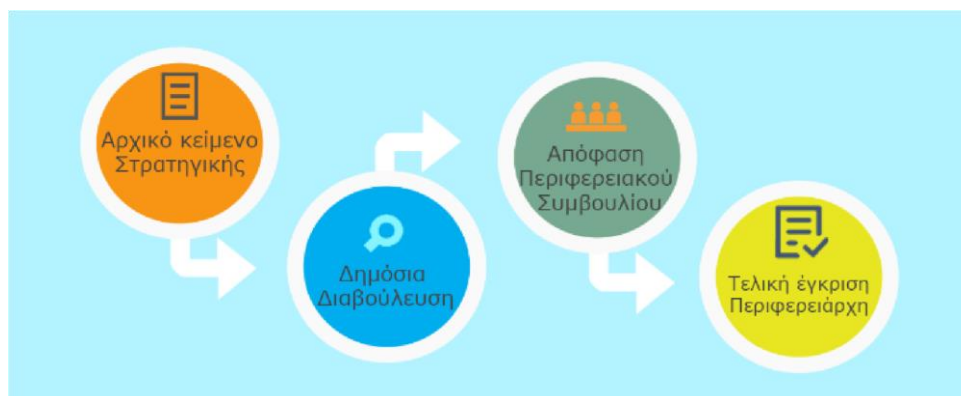 Αρχικό κείμενο
Στρατηγικής
Δημόσια
Διαβούλευση
Απόφαση
Περιφερειακού
Συμβουλίου
Τελική έγκριση
Περιφερειάρχη